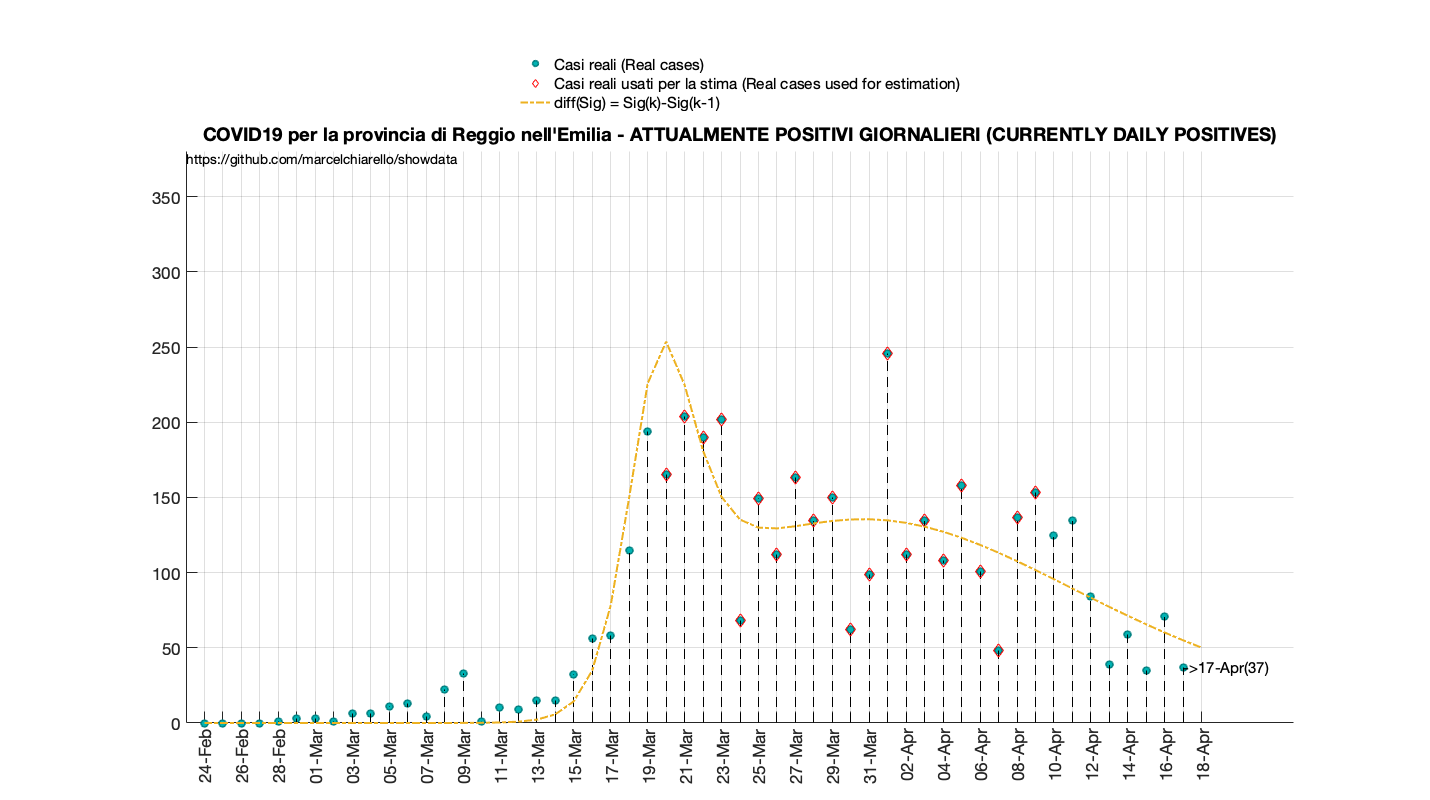 Casi reali (Real cases)
Casi reali usati per la stima (Real cases used for estimation)
diff(Sig) = Sig(k)-Sig(k-1)
COVID19 per la provincia di Reggio nell'Emilia - ATTUALMENTE POSITIVI GIORNALIERI (CURRENTLY DAILY POSITIVES)
https://github.com/marcelchiarello/showdata
350
300
250
200
150
100
50
0
->17-Apr(37)
24-Feb
26-Feb
28-Feb
01-Mar
03-Mar
05-Mar
07-Mar
09-Mar
11-Mar
13-Mar
15-Mar
17-Mar
19-Mar
21-Mar
23-Mar
25-Mar
27-Mar
29-Mar
31-Mar
02-Apr
04-Apr
06-Apr
08-Apr
10-Apr
12-Apr
14-Apr
16-Apr
18-Apr